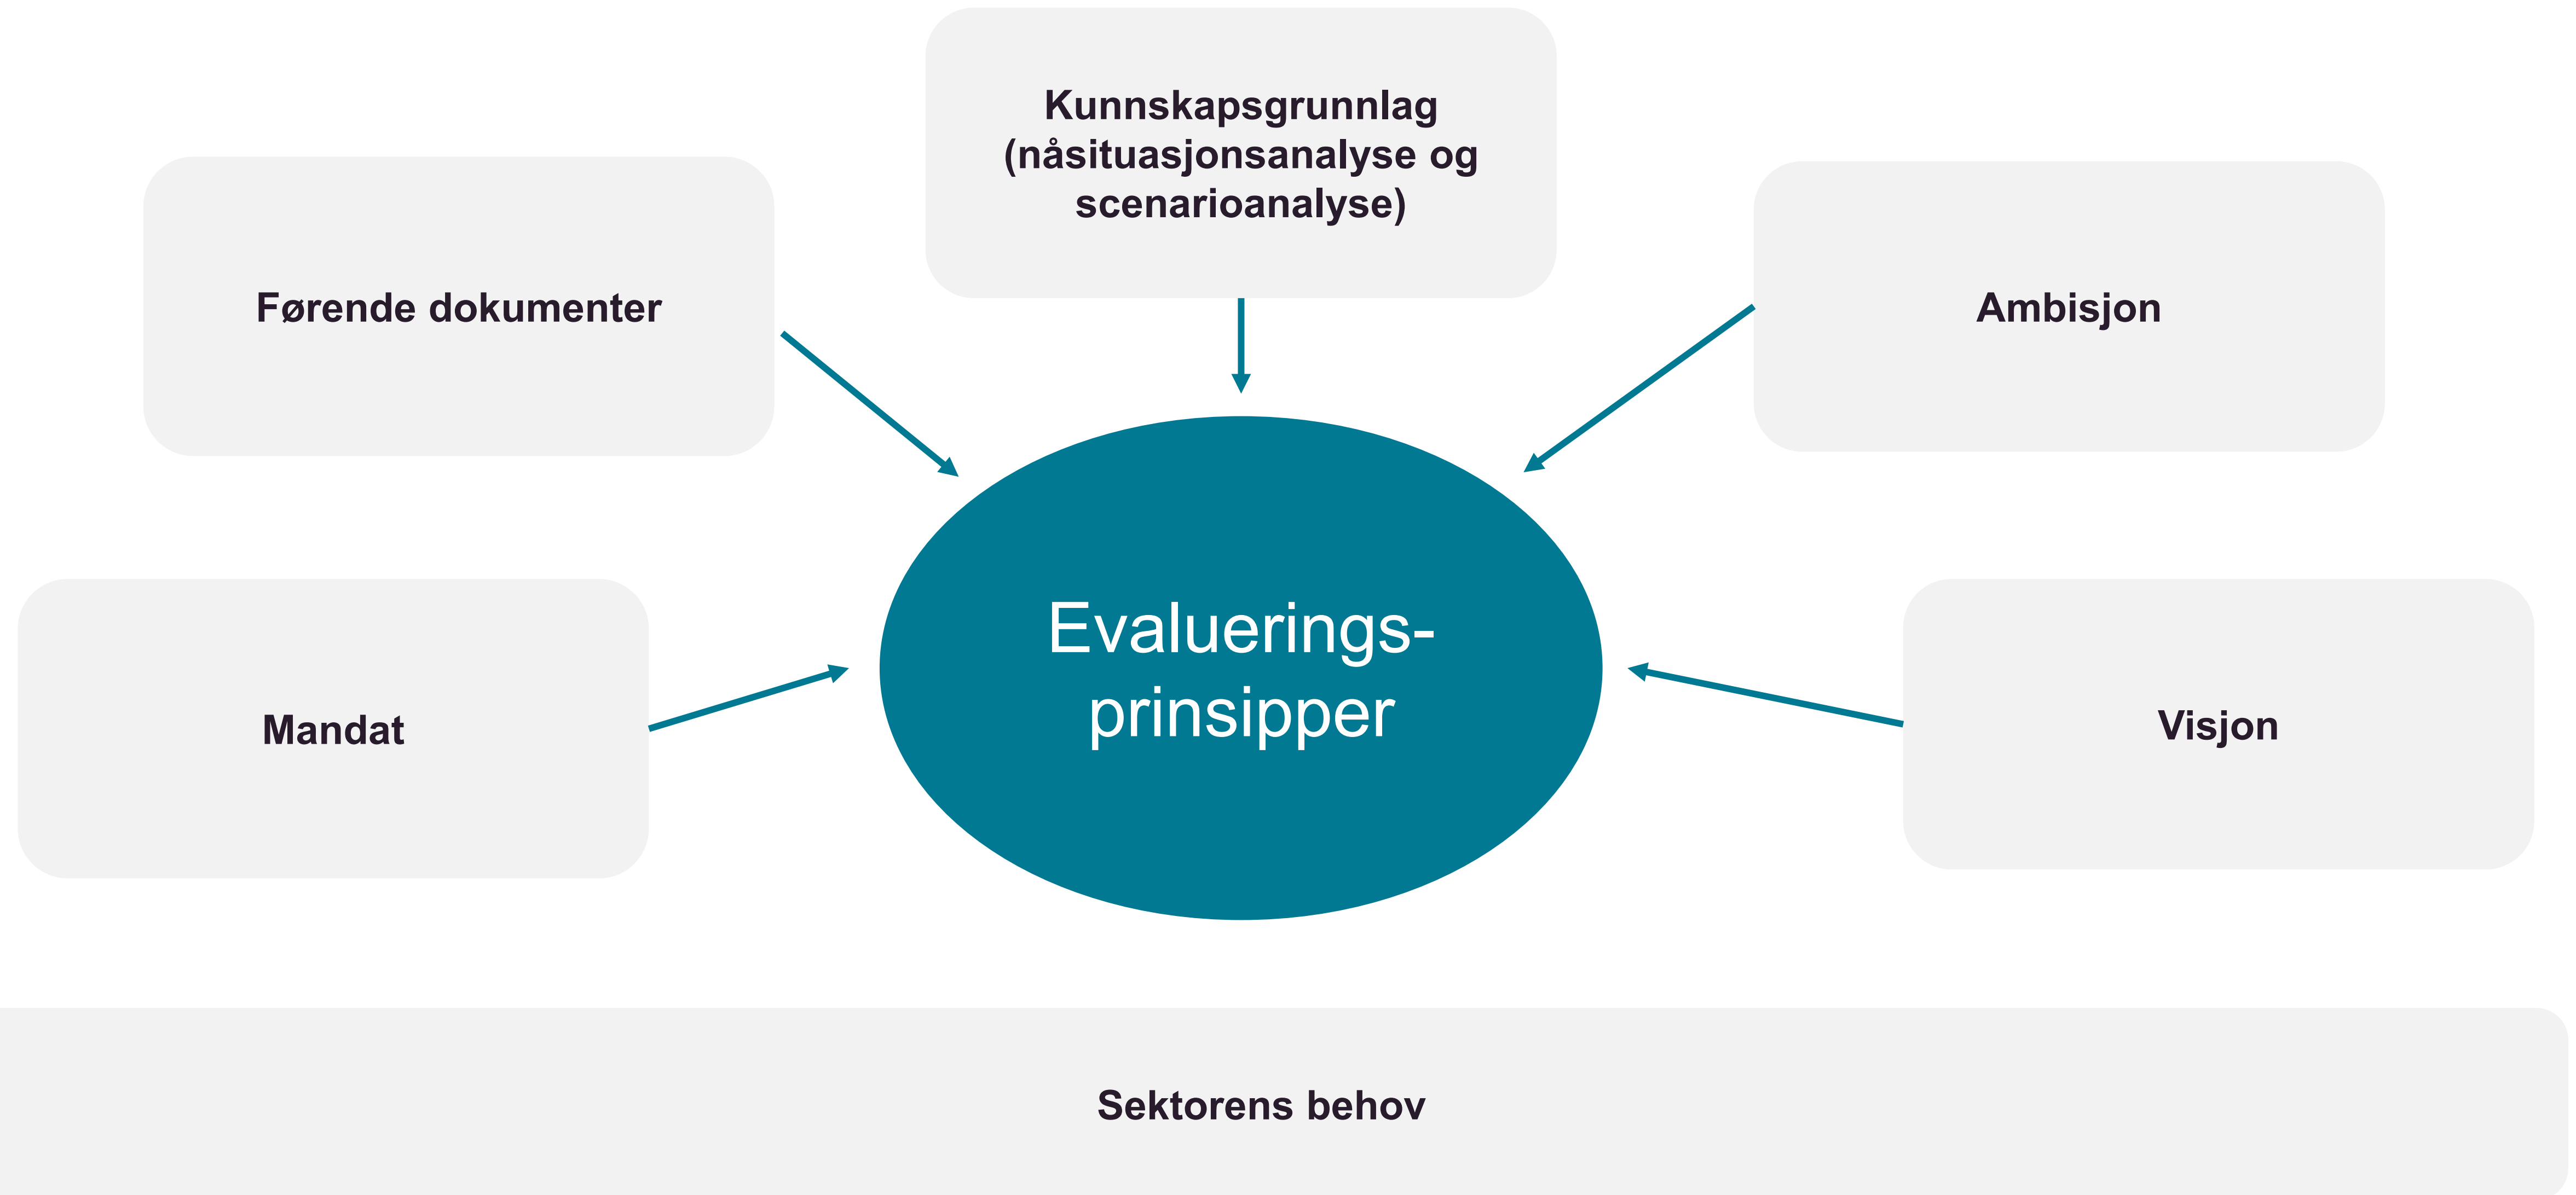 Kunnskapsgrunnlag
(nåsituasjonsanalyse og
scenarioanalyse)
Førende dokumenter
Ambisjon
Evaluerings-
prinsipper
Mandat
Visjon
Sektorens behov